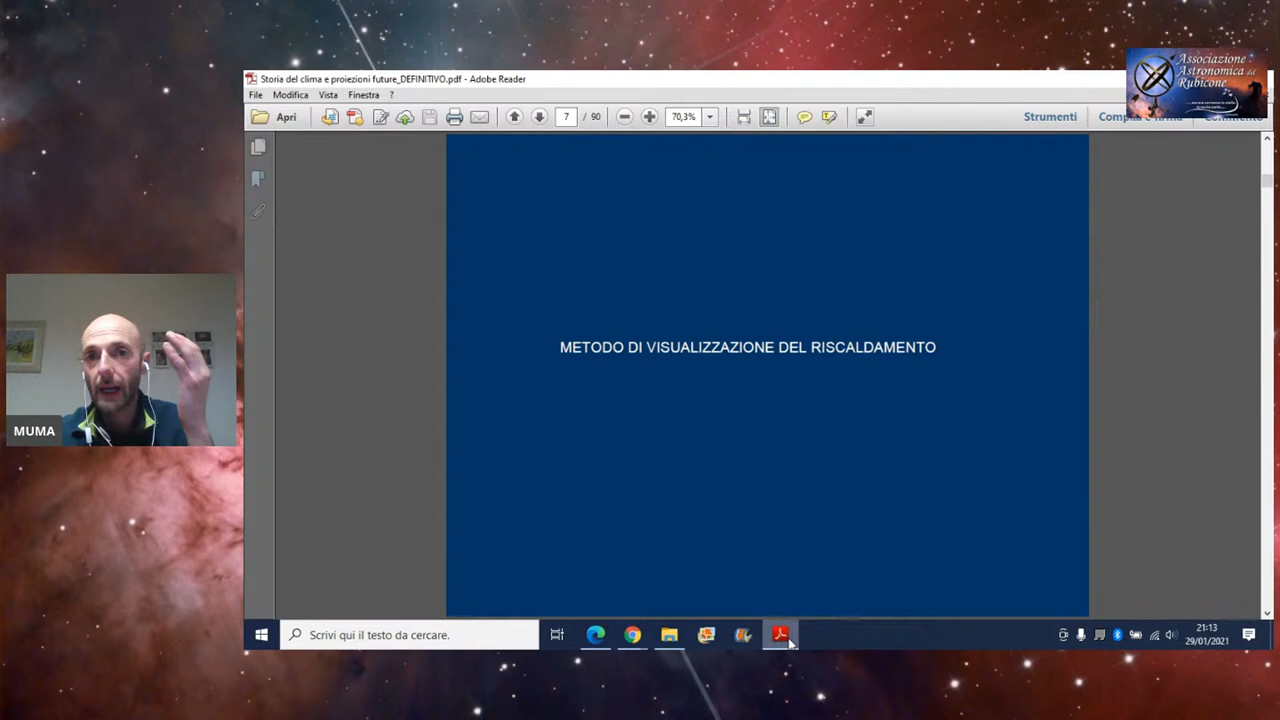 Associazione
Astronomica del
Rubicone
Storia del clima e proiezioni future_DEFINITIVO.pdf - Adobe Reader
File Modifica Vista Finestra ?
Apri 7 / 90 70,3% Strumenti
METODO DI VISUALIZZAZIONE DEL RISCALDAMENTO
MUMA
Scrivi qui il testo da cercare.
21:13
29/01/2021